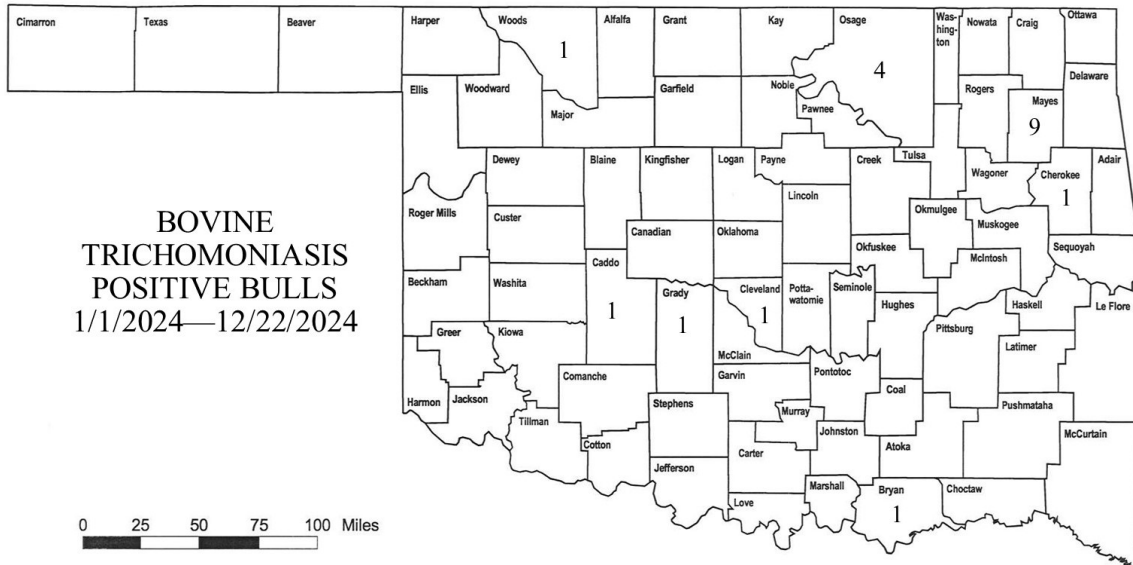 Cimarron
Texas
Beaver
Harper
Woods
Alfalfa
Grant
Kay
Osage
Was-
hing-
ton
Nowata
Craig
Ottawa
1
4
Ellis
Woodward
Major
Garfield
Noble
Pawnee
Rogers
Mayes
9
Delaware
Dewey
Blaine
Kingfisher
Logan
Payne
Creek
Tulsa
Wagoner
Cherokee
1
Adair
Lincoln
Roger Mills
Custer
Canadian
Oklahoma
Okfuskee
Okmulgee
Muskogee
McIntosh
Sequoyah
BOVINE
TRICHOMONIASIS
POSITIVE BULLS
1/1/2024—12/22/2024
Beckham
Washita
Caddo
1
Grady
1
Cleveland
1
Potta-
watomie
Seminole
Hughes
Pittsburg
Haskell
Le Flore
Greer
Kiowa
McClain
Latimer
Harmon
Jackson
Comanche
Garvin
Pontotoc
Coal
Pushmataha
Tillman
Stephens
Murray
Johnston
Atoka
McCurtain
Cotton
Jefferson
Carter
Love
Marshall
Bryan
1
Choctaw
0 25 50 75 100 Miles